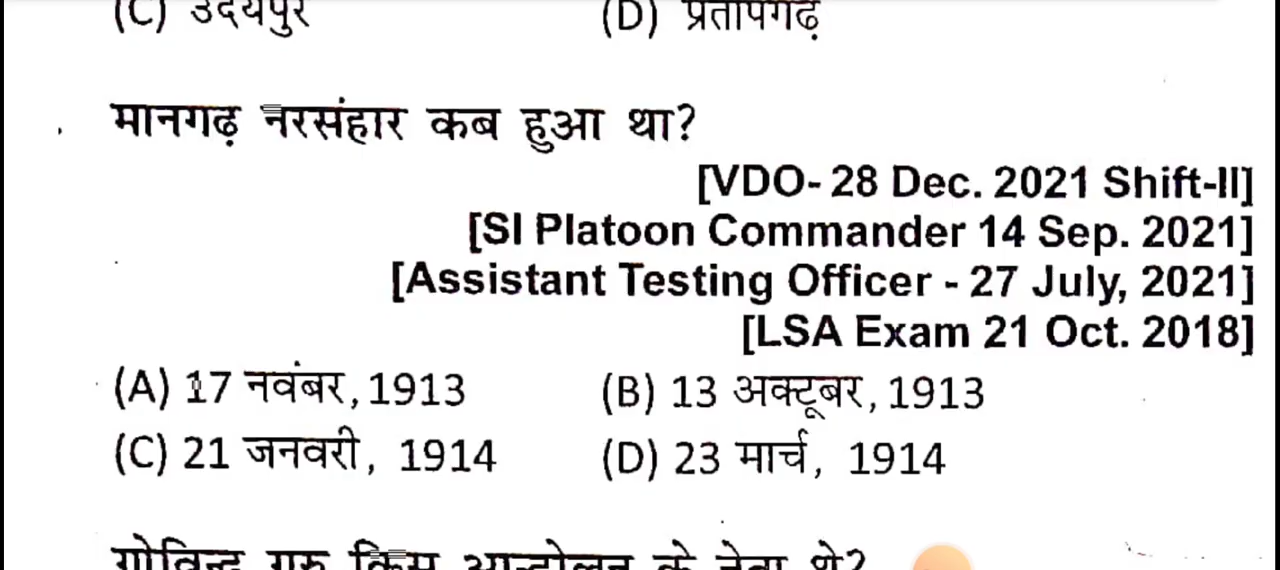 (C) उदयपुर (D) प्रतापगढ़
मानगढ़ नरसंहार कब हुआ था?
[VDO- 28 Dec. 2021 Shift-II]
[SI Platoon Commander 14 Sep. 2021]
[Assistant Testing Officer - 27 July, 2021]
[LSA Exam 21 Oct. 2018]
(A) 17 नवंबर, 1913 (B) 13 अक्टूबर, 1913
(C) 21 जनवरी, 1914 (D) 23 मार्च, 1914
गोविन्द गुरु किस आन्दोलन के नेता थे?